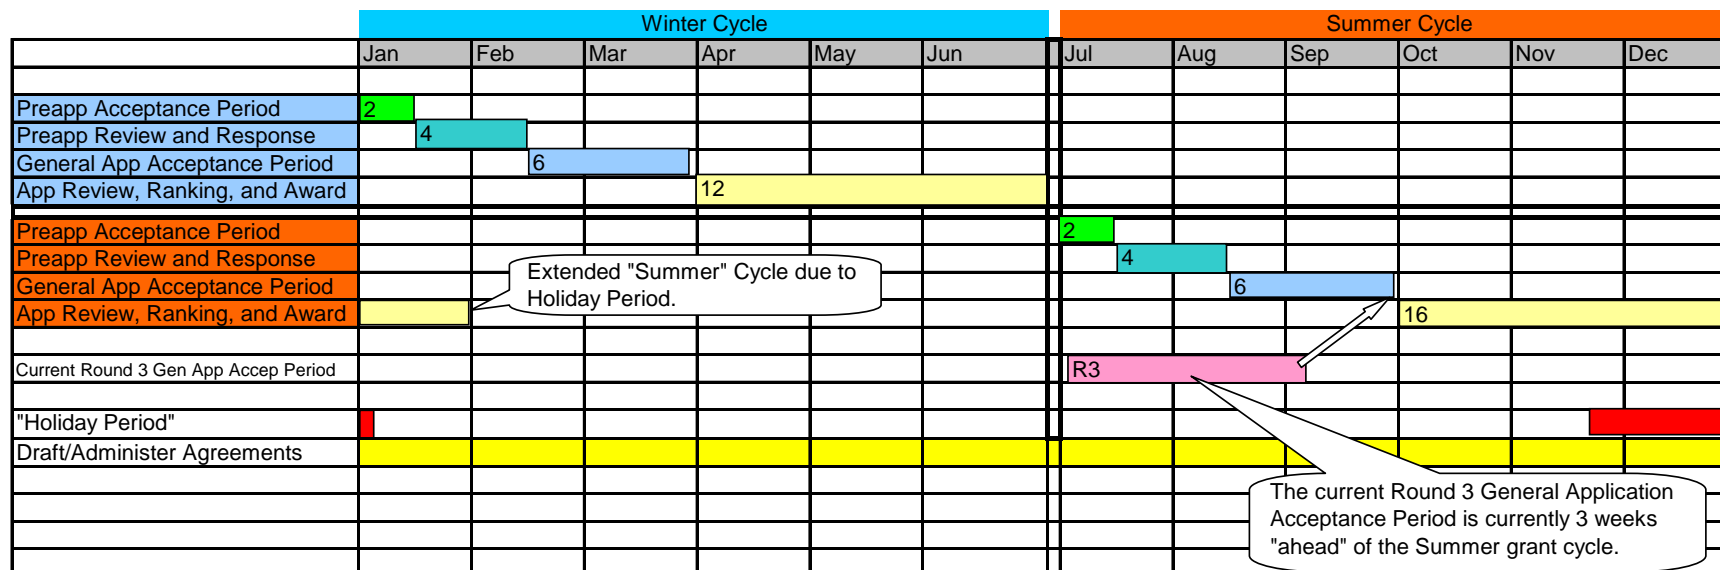 Winter Cycle Summer Cycle
Jan Feb Mar Apr May Jun Jul Aug Sep Oct Nov Dec
Preapp Acceptance Period 2
Preapp Review and Response 4
General App Acceptance Period 6
App Review, Ranking, and Award 12
Preapp Acceptance Period 2
Preapp Review and Response 4
General App Acceptance Period 6
App Review, Ranking, and Award 16
Extended "Summer" Cycle due to
Holiday Period.
Current Round 3 Gen App Accep Period R3
"Holiday Period"
Draft/Administer Agreements
The current Round 3 General Application
Acceptance Period is currently 3 weeks
"ahead" of the Summer grant cycle.